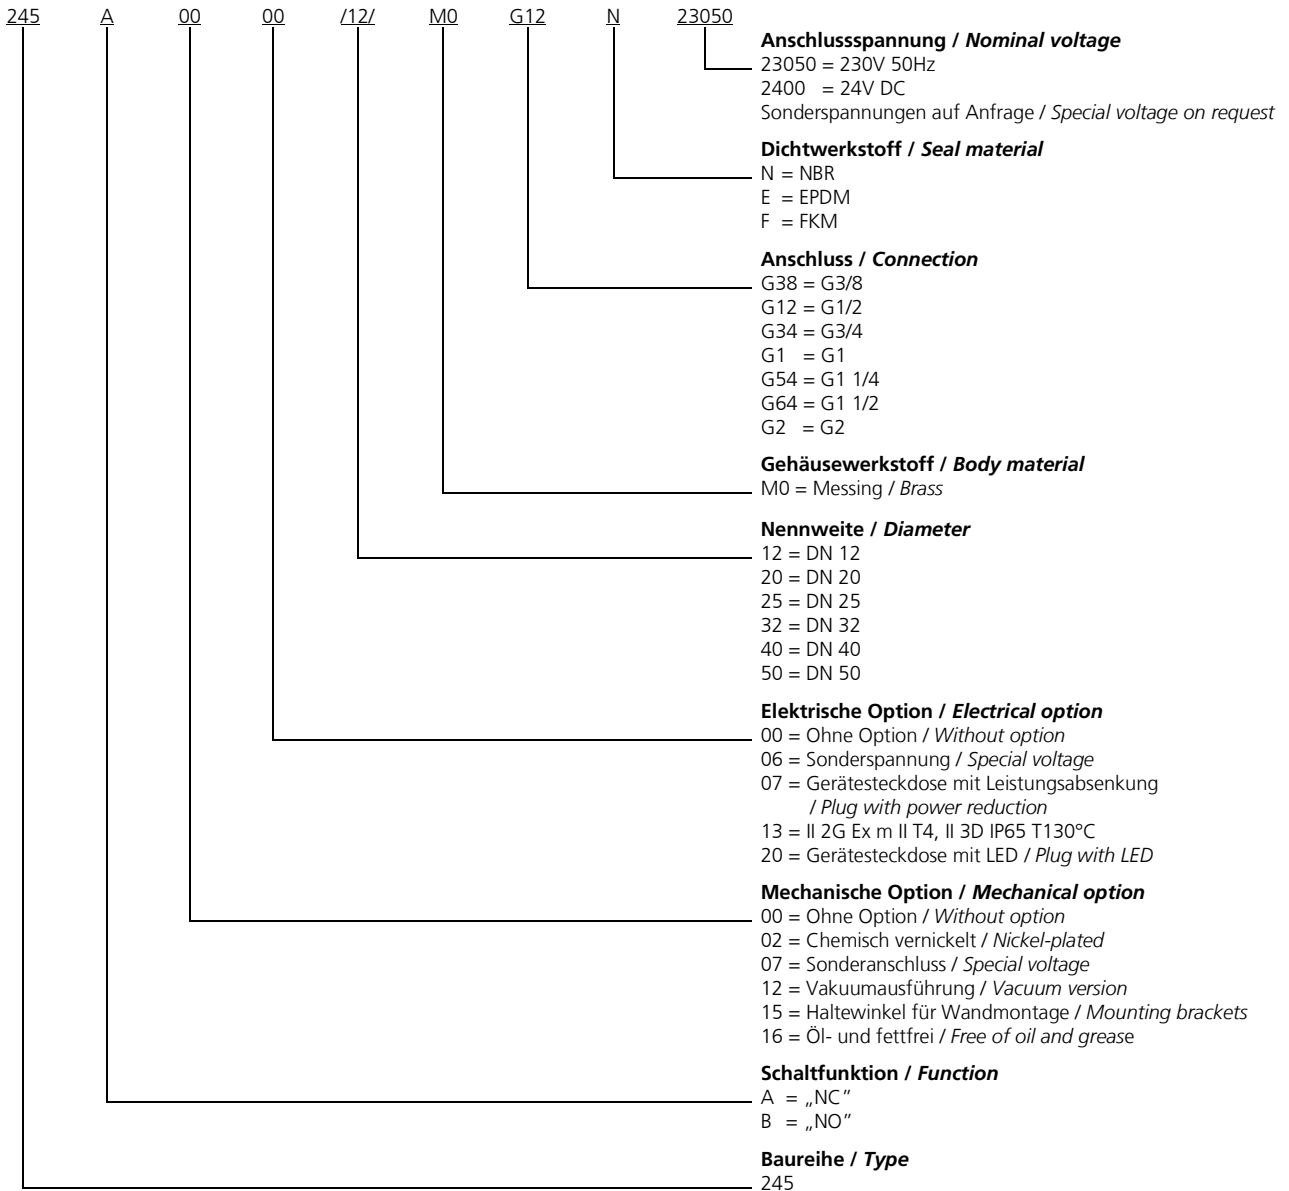 245 A 00 00 /12/ M0 G12 N 23050
Anschlussspannung / Nominal voltage
23050 = 230V 50Hz
2400 = 24V DC
Sonderspannungen auf Anfrage / Special voltage on request
Dichtwerkstoff / Seal material
N = NBR
E = EPDM
F = FKM
Anschluss / Connection
G38 = G3/8
G12 = G1/2
G34 = G3/4
G1 = G1
G54 = G1 1/4
G64 = G1 1/2
G2 = G2
Gehäusewerkstoff / Body material
M0 = Messing / Brass
Nennweite / Diameter
12 = DN 12
20 = DN 20
25 = DN 25
32 = DN 32
40 = DN 40
50 = DN 50
Elektrische Option / Electrical option
00 = Ohne Option / Without option
06 = Sonderspannung / Special voltage
07 = Gerätesteckdose mit Leistungsabsenkung
/ Plug with power reduction
13 = II 2G Ex m II T4, II 3D IP65 T130°C
20 = Gerätesteckdose mit LED / Plug with LED
Mechanische Option / Mechanical option
00 = Ohne Option / Without option
02 = Chemisch vernickelt / Nickel-plated
07 = Sonderanschluss / Special voltage
12 = Vakuumausführung / Vacuum version
15 = Haltewinkel für Wandmontage / Mounting brackets
16 = Öl- und fettfrei / Free of oil and grease
Schaltfunktion / Function
A = „NC"
B = „NO"
Baureihe / Type
245